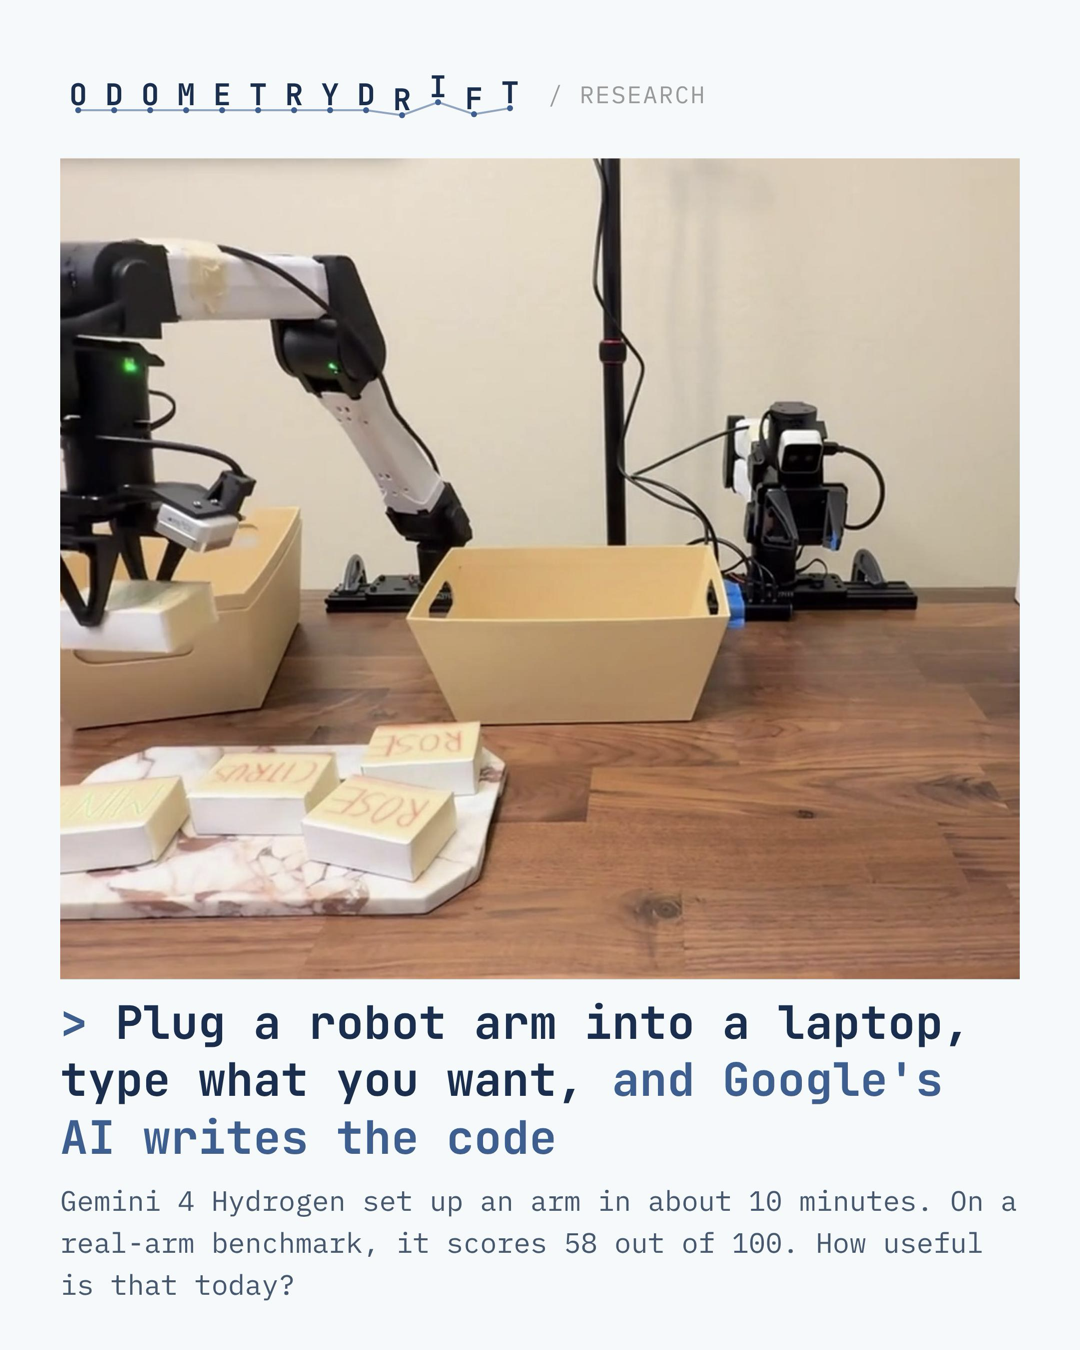 ODOMETRYDRIFT / RESEARCH
ROSE
CITRUS
ROSE
MIN
> Plug a robot arm into a laptop,
type what you want, and Google's
AI writes the code
Gemini 4 Hydrogen set up an arm in about 10 minutes. On a
real-arm benchmark, it scores 58 out of 100. How useful
is that today?